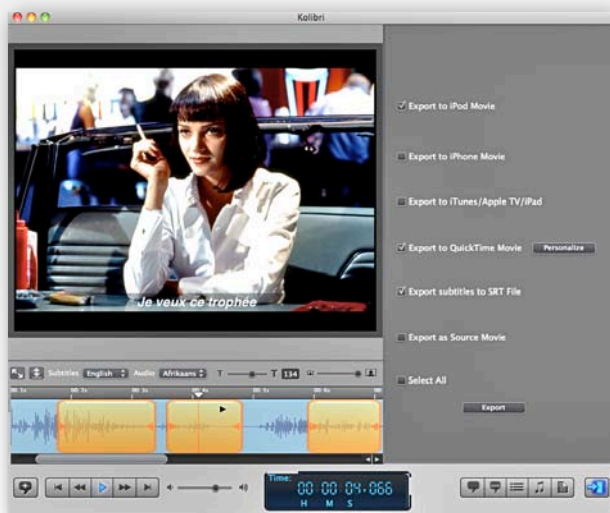 Kolibri
Export to iPod Movie
Export to iPhone Movie
Export to iTunes/Apple TV/iPad
Export to QuickTime Movie Personalize
Export subtitles to SRT File
Export as Source Movie
Select All
Export
Je veux ce trophée
Subtitles English Audio Afrikaans T T 134
Time:
00 00 04.066
H M S